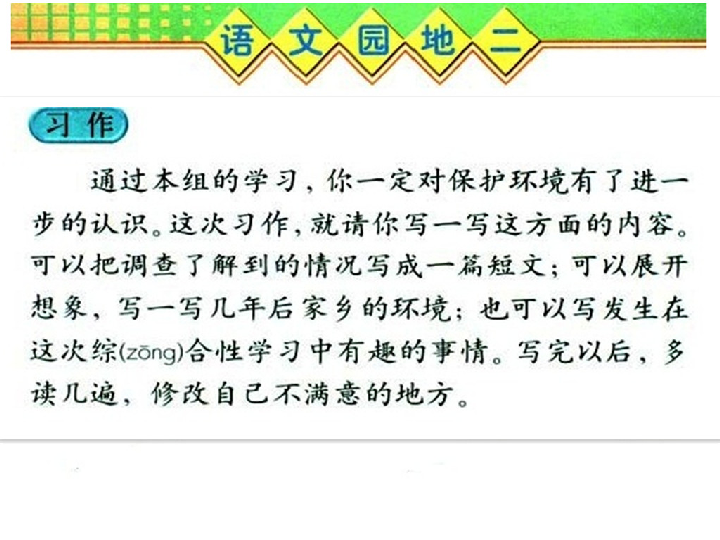 语文园地二
习作
通过本组的学习，你一定对保护环境有了进一
步的认识。这次习作，就请你写一写这方面的内容。
可以把调查了解到的情况写成一篇短文；可以展开
想象，写一写几年后家乡的环境；也可以写发生在
这次综(zōng)合性学习中有趣的事情。写完以后，多
读几遍，修改自己不满意的地方。